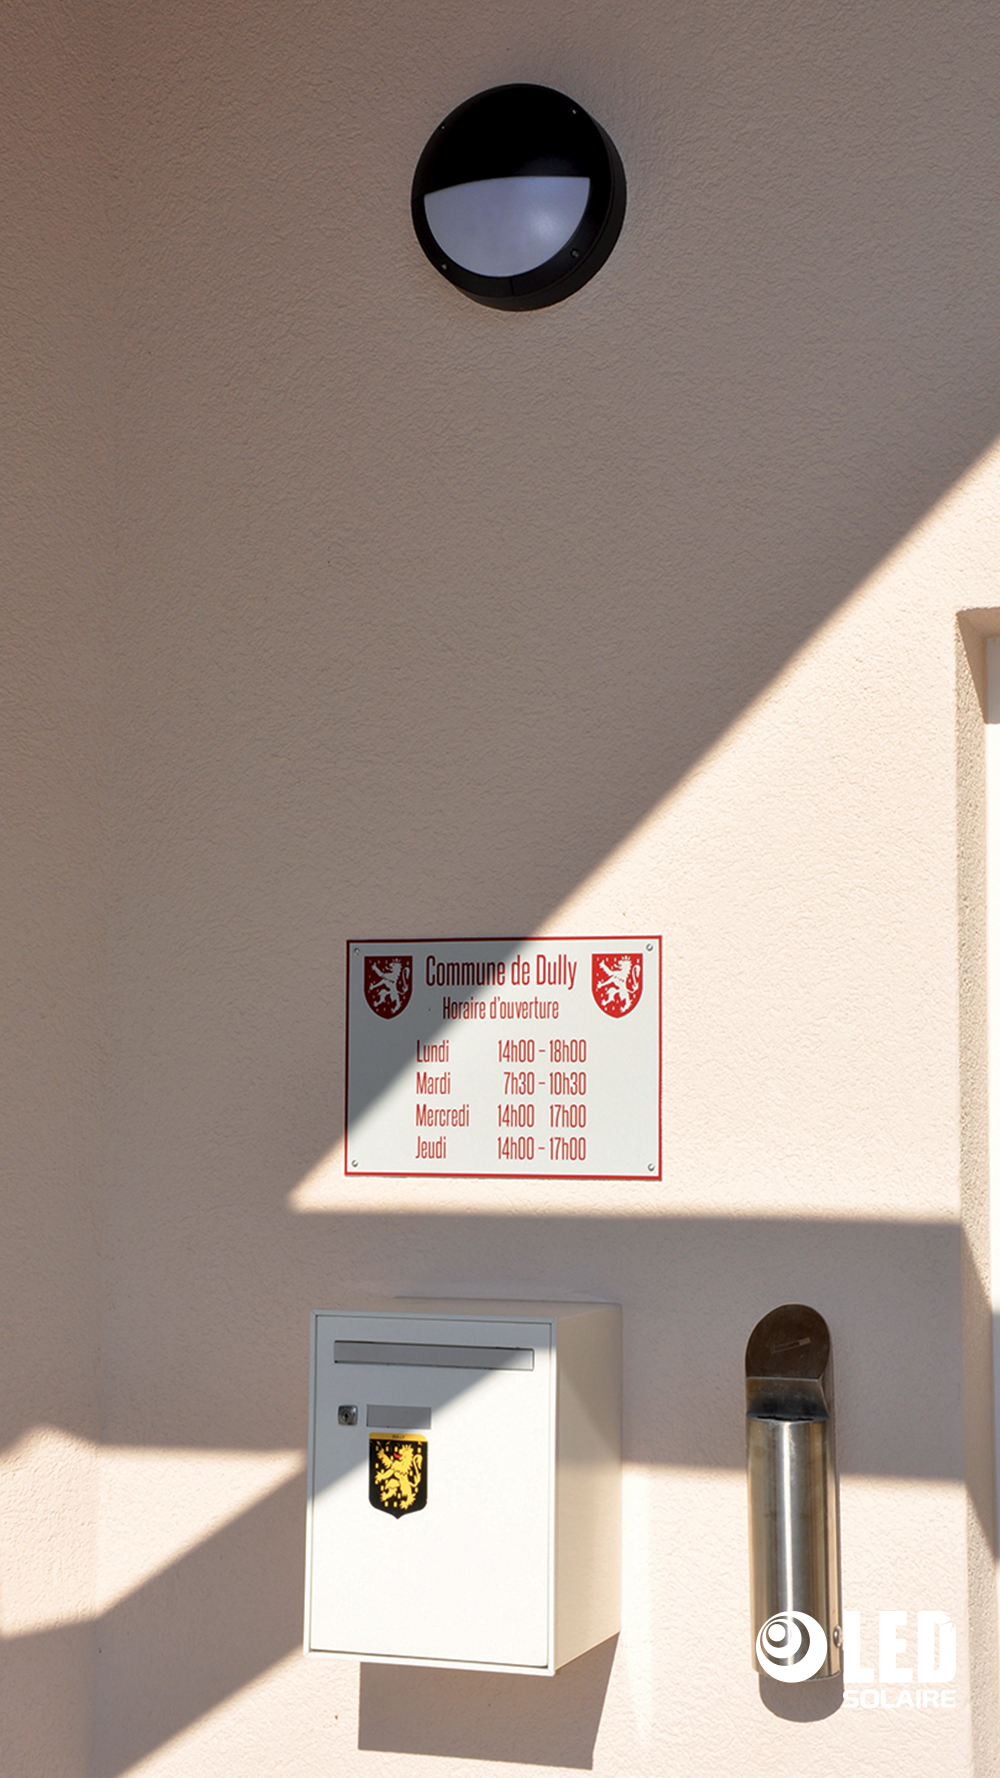 Commune de Dully
Horaire d'ouverture
Lundi 14h00 – 18h00
Mardi 7h30 – 10h30
Mercredi 14h00 17h00
Jeudi 14h00 – 17h00
LED
SOLAIRE